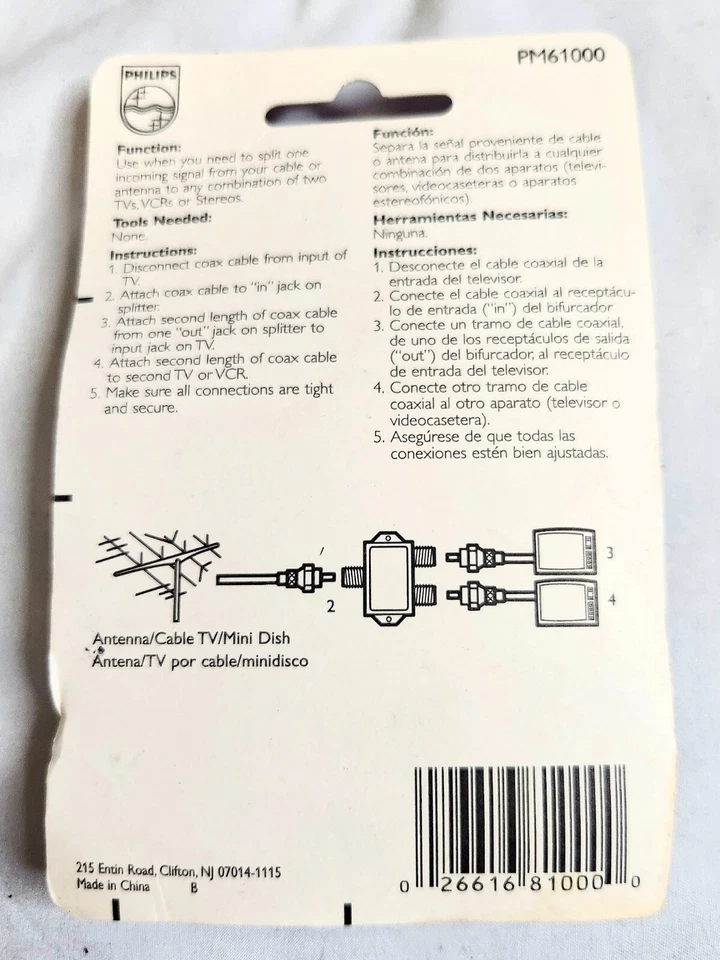 PM61000
PHILIPS
Function:
Use when you need to split one
incoming signal from your cable or
antenna to any combination of two
TVs, VCRs or Stereos.
Tools Needed:
None.
Instructions:
1. Disconnect coax cable from input of
TV.
2. Attach coax cable to "in" jack on
splitter.
3. Attach second length of coax cable
from one "out" jack on splitter to
input jack on TV.
4. Attach second length of coax cable
to second TV or VCR.
5. Make sure all connections are tight
and secure.
Función:
Separa la señal proveniente de cable
o antena para distribuirla a cualquier
combinación de dos aparatos (televi-
sores, videocaseteras o aparatos
estereofónicos).
Herramientas Necesarias:
Ninguna.
Instrucciones:
1. Desconecte el cable coaxial de la
entrada del televisor.
2. Conecte el cable coaxial al receptácu-
lo de entrada ("in") del bifurcador
3. Conecte un tramo de cable coaxial,
de uno de los receptáculos de salida
("out") del bifurcador, al receptáculo
de entrada del televisor.
4. Conecte otro tramo de cable
coaxial al otro aparato (televisor o
videocasetera).
5. Asegúrese de que todas las
conexiones estén bien ajustadas.
2
3
4
Antenna/Cable TV/Mini Dish
Antena/TV por cable/minidisco
215 Entin Road, Clifton, NJ 07014-1115
Made in China B
0 26616 81000 0